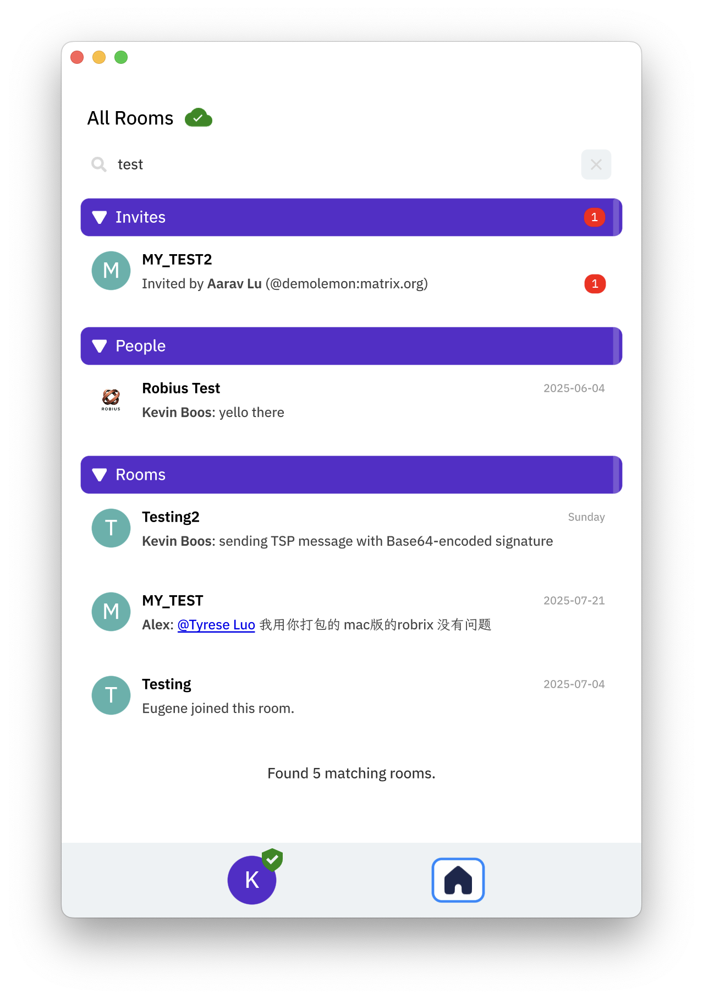 All Rooms
test
Invites 1
M
MY_TEST2
Invited by Aarav Lu (@demolemon:matrix.org) 1
People
Robius Test 2025-06-04
ROBIUS
Kevin Boos: yello there
Rooms
T
Testing2 Sunday
Kevin Boos: sending TSP message with Base64-encoded signature
M
MY_TEST 2025-07-21
Alex: @Tyrese Luo 我用你打包的 mac版的robrix 没有问题
T
Testing 2025-07-04
Eugene joined this room.
Found 5 matching rooms.
K